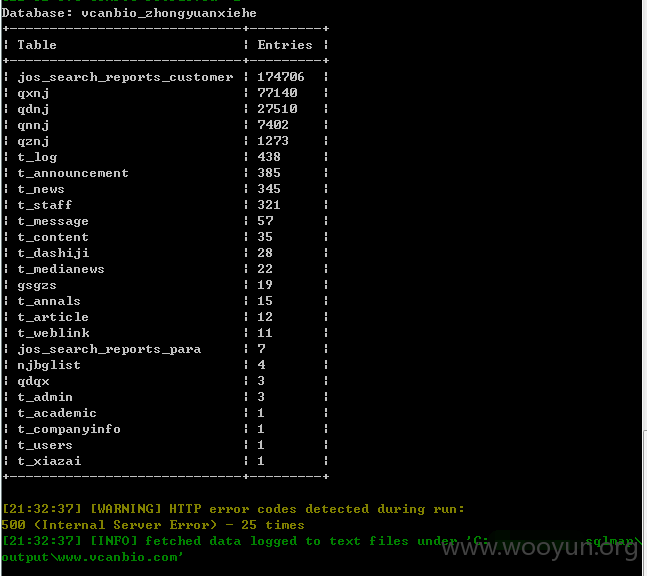 Database: vcanbio_zhongyuanxiehe
+-----------------------------+---------+
| Table | Entries |
+-----------------------------+---------+
| jos_search_reports_customer | 174706 |
| qxnj | 77140 |
| qdnj | 27510 |
| qnnj | 7402 |
| qznj | 1273 |
| t_log | 438 |
| t_announcement | 385 |
| t_news | 345 |
| t_staff | 321 |
| t_message | 57 |
| t_content | 35 |
| t_dashiji | 28 |
| t_medianews | 22 |
| gsgzs | 19 |
| t_annals | 15 |
| t_article | 12 |
| t_weblink | 11 |
| jos_search_reports_para | 7 |
| njbglist | 4 |
| qdqx | 3 |
| t_admin | 3 |
| t_academic | 1 |
| t_companyinfo | 1 |
| t_users | 1 |
| t_xiazai | 1 |
+-----------------------------+---------+
[21:32:37] [WARNING] HTTP error codes detected during run:
500 (Internal Server Error) - 25 times
[21:32:37] [INFO] fetched data logged to text files under 'C: sqlmap\
output\www.vcanbio.com'
www.wooyun.org